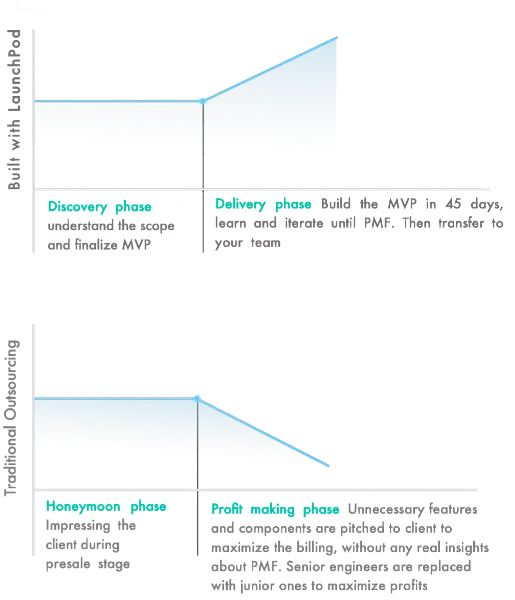 Built with LaunchPod
Discovery phase
understand the scope
and finalize MVP
Delivery phase Build the MVP in 45 days,
learn and iterate until PMF. Then transfer to
your team
Traditional Outsourcing
Honeymoon phase
Impressing the
client during
presale stage
Profit making phase Unnecessary features
and components are pitched to client to
maximize the billing, without any real insights
about PMF. Senior engineers are replaced
with junior ones to maximize profits